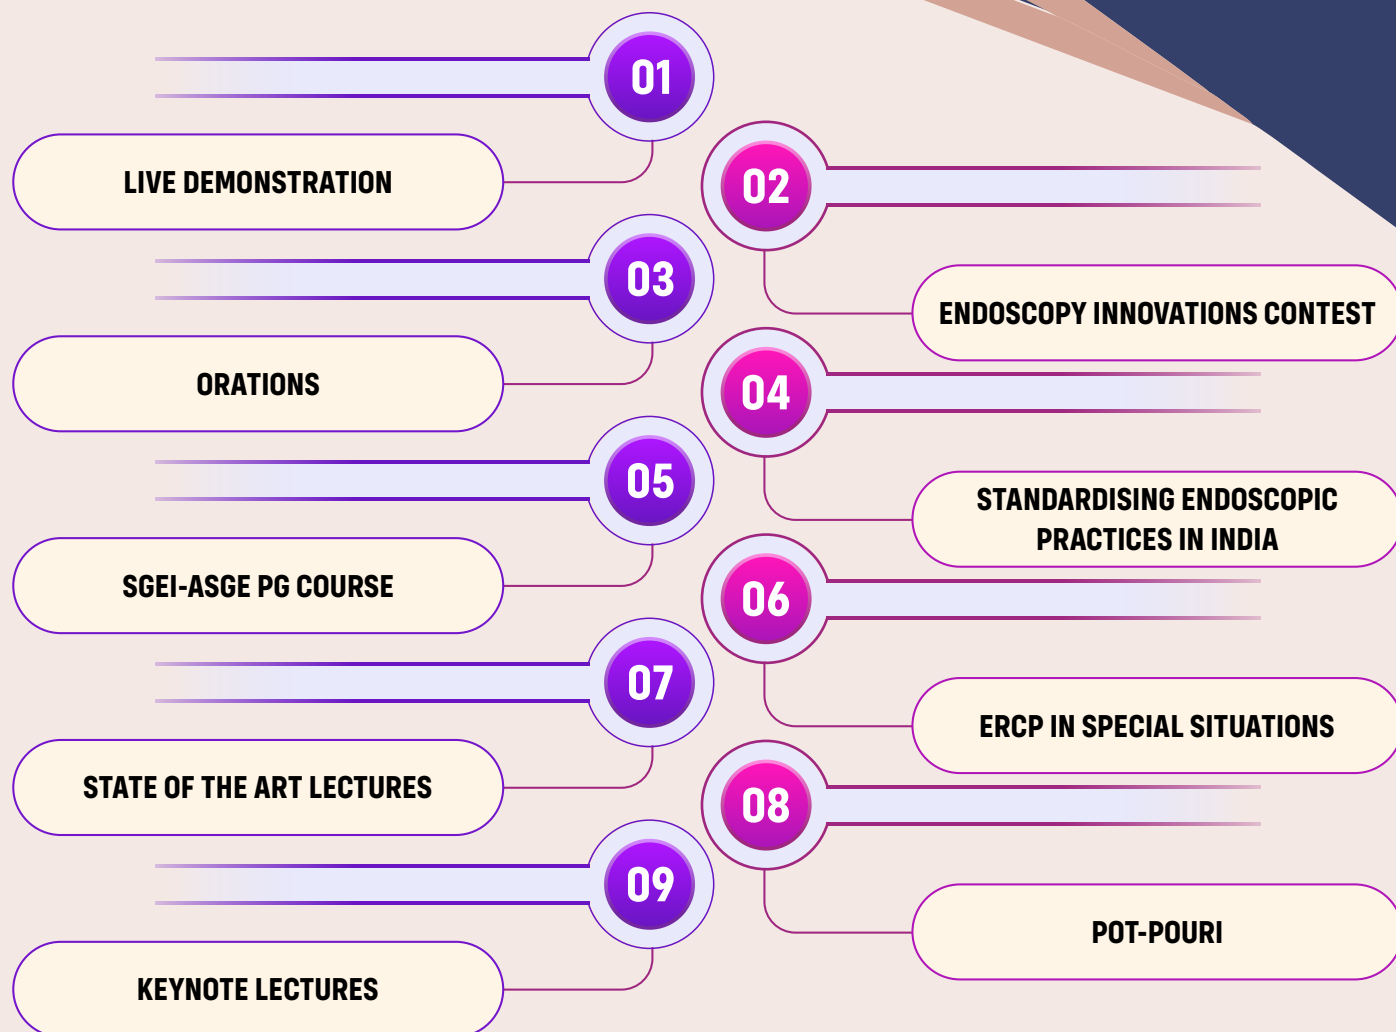 01
LIVE DEMONSTRATION
02
ENDOSCOPY INNOVATIONS CONTEST
03
ORATIONS
04
STANDARDISING ENDOSCOPIC
PRACTICES IN INDIA
05
SGEI-ASGE PG COURSE
06
ERCP IN SPECIAL SITUATIONS
07
STATE OF THE ART LECTURES
08
POT-POURI
09
KEYNOTE LECTURES